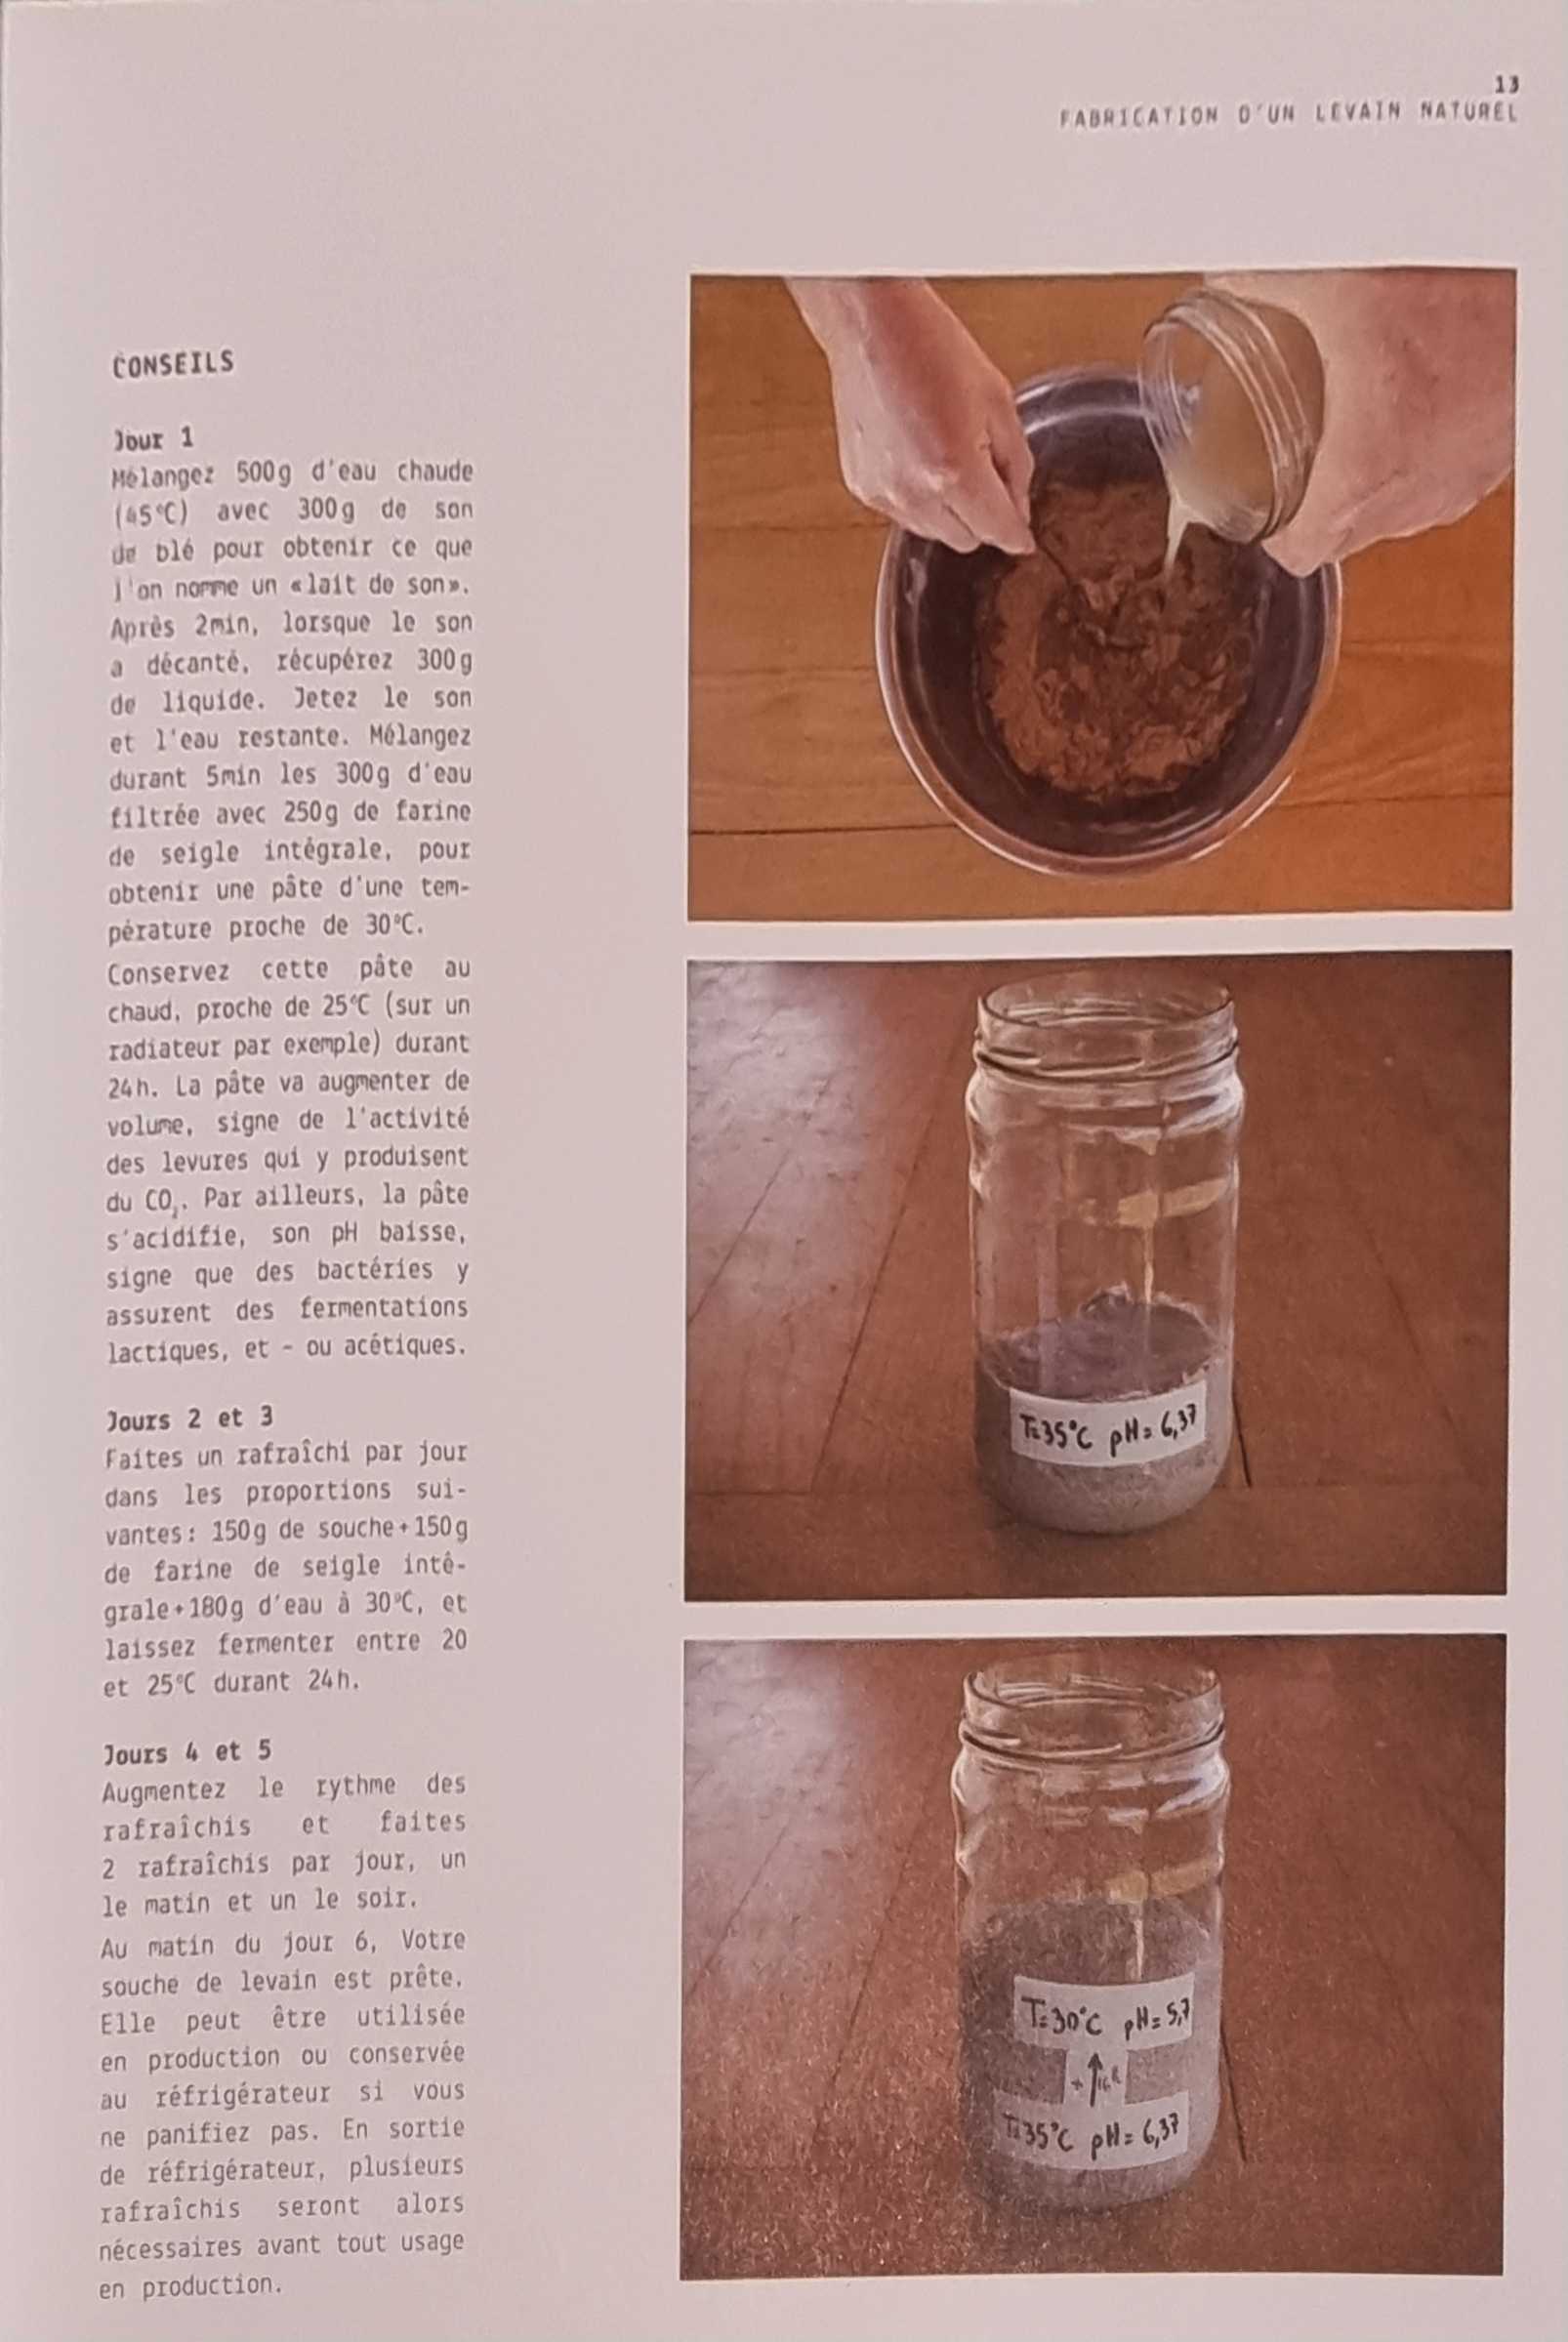 13
FABRICATION D'UN LEVAIN NATUREL
CONSEILS
Jour 1
Mélangez 500g d'eau chaude
(45°C) avec 300g de son
de blé pour obtenir ce que
l'on nomme un «lait de son».
Après 2min, lorsque le son
a décanté, récupérez 300g
de liquide. Jetez le son
et l'eau restante. Mélangez
durant 5min les 300g d'eau
filtrée avec 250g de farine
de seigle intégrale, pour
obtenir une pâte d'une tem-
pérature proche de 30°C.
Conservez cette pâte au
chaud, proche de 25°C (sur un
radiateur par exemple) durant
24h. La pâte va augmenter de
volume, signe de l'activité
des levures qui y produisent
du CO₂. Par ailleurs, la pâte
s'acidifie, son pH baisse,
signe que des bactéries y
assurent des fermentations
lactiques, et - ou acétiques.
Jours 2 et 3
Faites un rafraîchi par jour
dans les proportions sui-
vantes: 150g de souche+150g
de farine de seigle inté-
grale+180g d'eau à 30°C, et
laissez fermenter entre 20
et 25°C durant 24h.
Jours 4 et 5
Augmentez le rythme des
rafraîchis et faites
2 rafraîchis par jour, un
le matin et un le soir.
Au matin du jour 6, Votre
souche de levain est prête.
Elle peut être utilisée
en production ou conservée
au réfrigérateur si vous
ne panifiez pas. En sortie
de réfrigérateur, plusieurs
rafraîchis seront alors
nécessaires avant tout usage
en production.
T=35°C pH=6,37
T=30°C pH=5,7
T=35°C pH=6,37